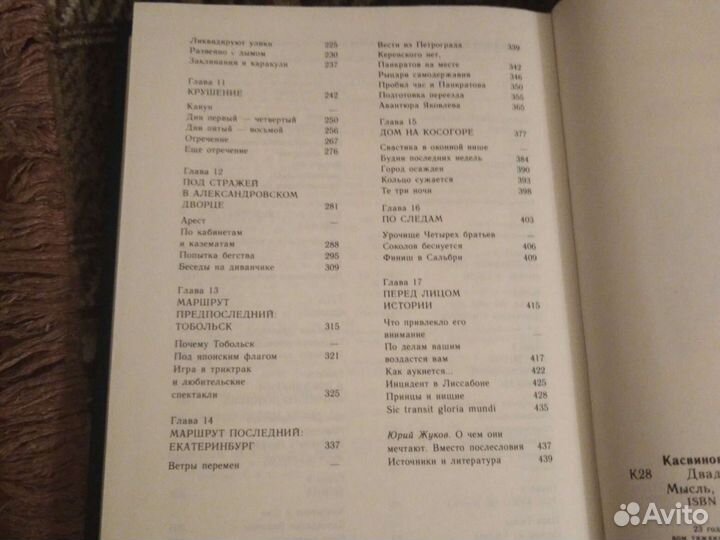 Ликвидируют улики 225
Развеяно с дымом 230
Заклинания и каракули 237
Глава 11
КРУШЕНИЕ 242
Канун —
Дни первый — четвертый 250
Дни пятый — восьмой 256
Отречение 267
Еще отречение 276
Глава 12
ПОД СТРАЖЕЙ
В АЛЕКСАНДРОВСКОМ
ДВОРЦЕ 281
Арест —
По кабинетам
и казематам 288
Попытка бегства 295
Беседы на диванчике 309
Глава 13
МАРШРУТ
ПРЕДПОСЛЕДНИЙ:
ТОБОЛЬСК 315
Почему Тобольск —
Под японским флагом 321
Игра в триктрак
и любительские
спектакли 325
Глава 14
МАРШРУТ ПОСЛЕДНИЙ:
ЕКАТЕРИНБУРГ 337
Ветры перемен —
Вести из Петрограда 339
Керенского нет,
Панкратов на месте 342
Рыцари самодержавия 346
Пробил час и Панкратова 350
Подготовка переезда 355
Авантюра Яковлева 365
Глава 15
ДОМ НА КОСОГОРЕ 377
Свастика в оконной нише —
Будни последних недель 384
Город осажден 390
Кольцо сужается 393
Те три ночи 398
Глава 16
ПО СЛЕДАМ 403
Урочище Четырех братьев —
Соколов беснуется 406
Финиш в Сальбри 409
Глава 17
ПЕРЕД ЛИЦОМ
ИСТОРИИ 415
Что привлекло его
внимание —
По делам вашим
воздастся вам 417
Как аукнется... 422
Инцидент в Лиссабоне 425
Принцы и нищие 428
Sic transit gloria mundi 435
Юрий Жуков. О чем они
мечтают. Вместо послесловия 437
Источники и литература 439
Касвинов
К28 Двад
Мысль,
ISBN
23 год
вом тяжел
Avito